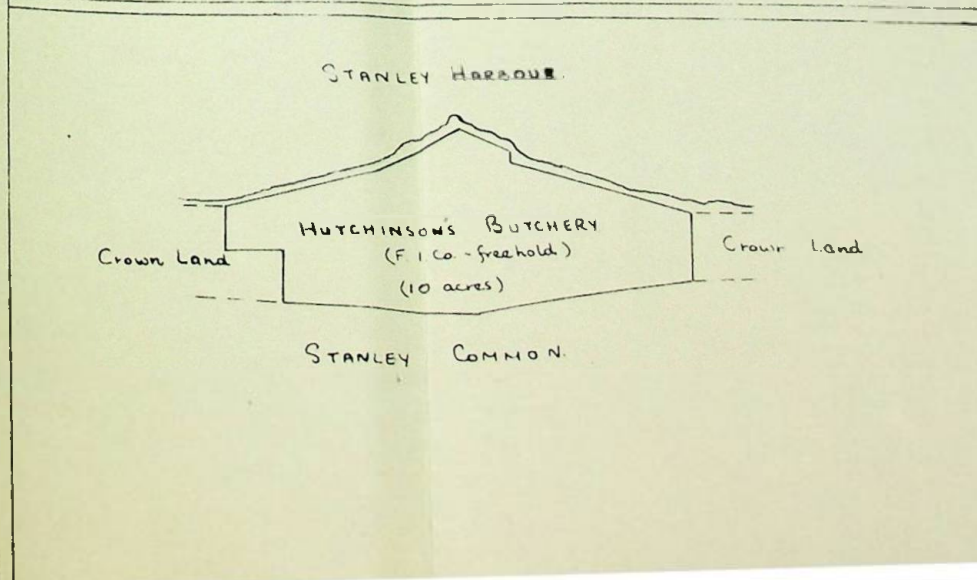 STANLEY HARBOUR.
HUTCHINSON'S BUTCHERY
(F. I. Co. - freehold)
(10 acres)
Crown Land
Crown Land
STANLEY COMMON.